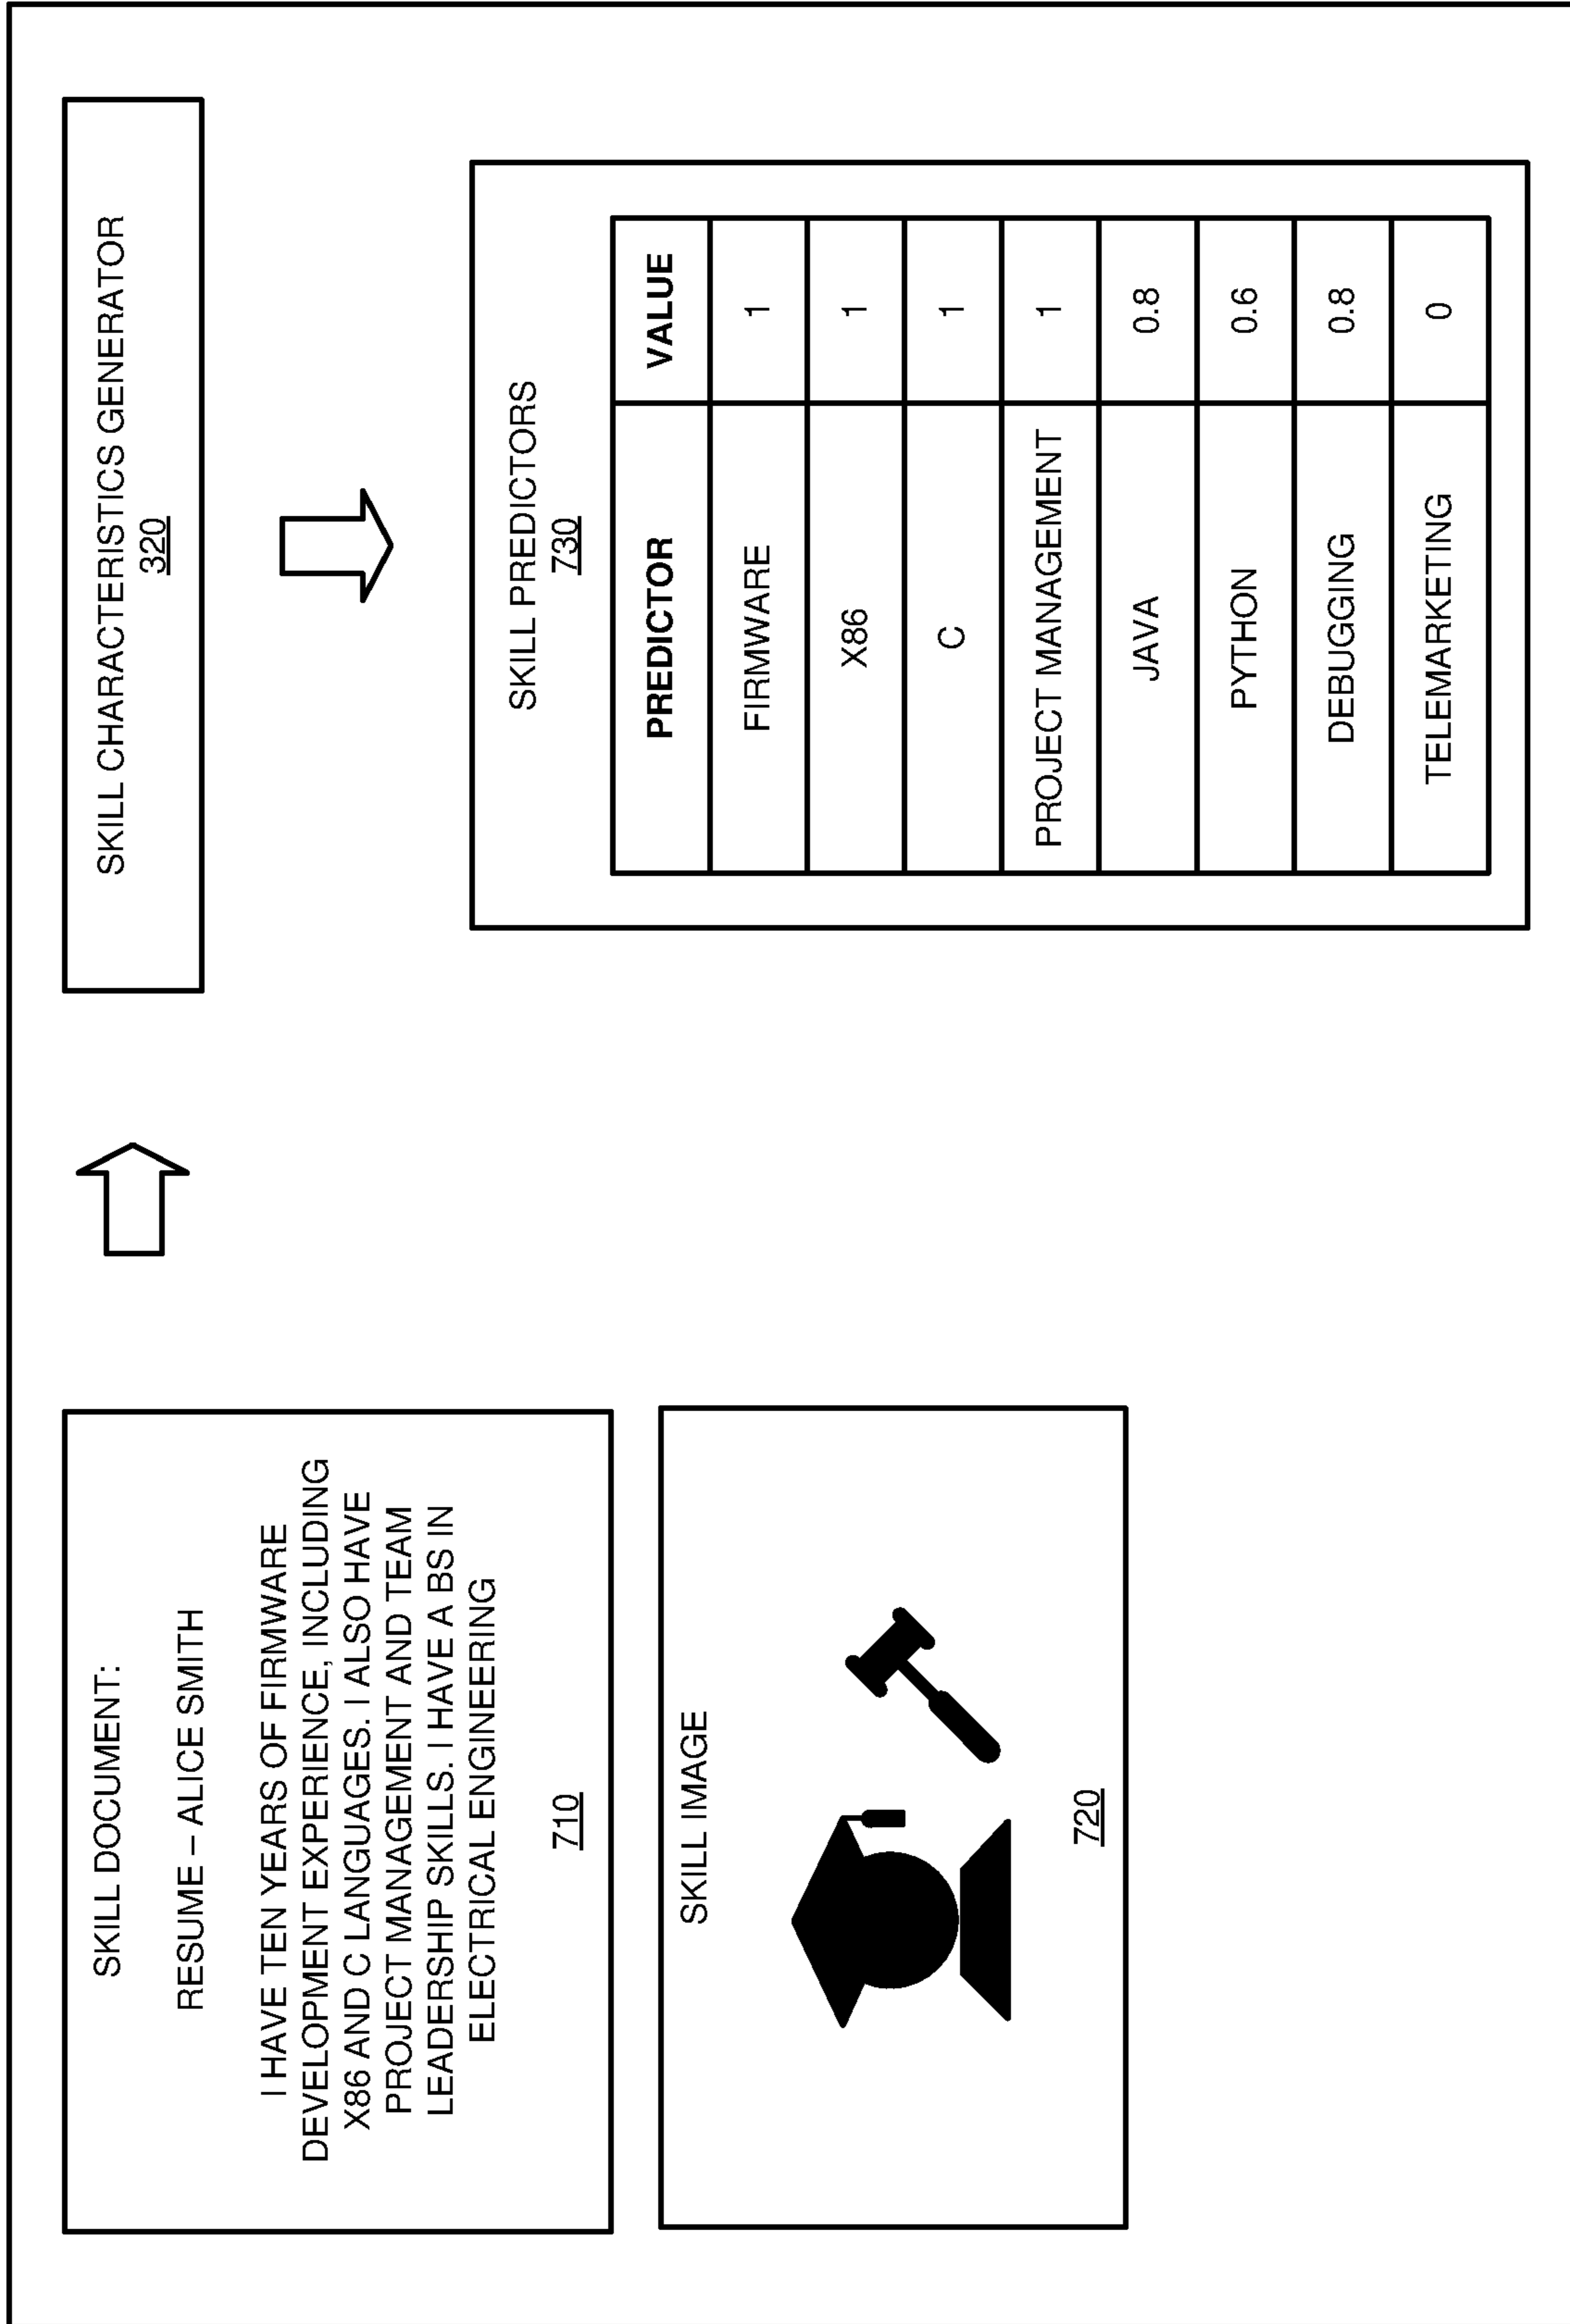 SKILL DOCUMENT:
RESUME – ALICE SMITH
I HAVE TEN YEARS OF FIRMWARE
DEVELOPMENT EXPERIENCE, INCLUDING
X86 AND C LANGUAGES. I ALSO HAVE
PROJECT MANAGEMENT AND TEAM
LEADERSHIP SKILLS. I HAVE A BS IN
ELECTRICAL ENGINEERING
710
SKILL IMAGE
720
SKILL CHARACTERISTICS GENERATOR
320
SKILL PREDICTORS
730
PREDICTOR VALUE
FIRMWARE 1
X86 1
C 1
PROJECT MANAGEMENT 1
JAVA 0.8
PYTHON 0.6
DEBUGGING 0.8
TELEMARKETING 0